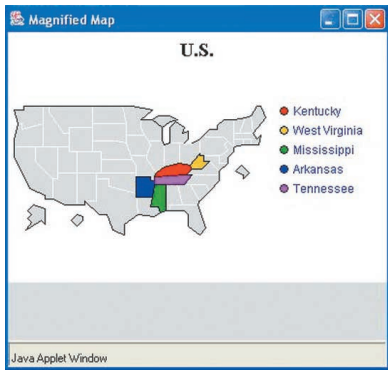 Magnified Map
U.S.
Kentucky
West Virginia
Mississippi
Arkansas
Tennessee
Java Applet Window